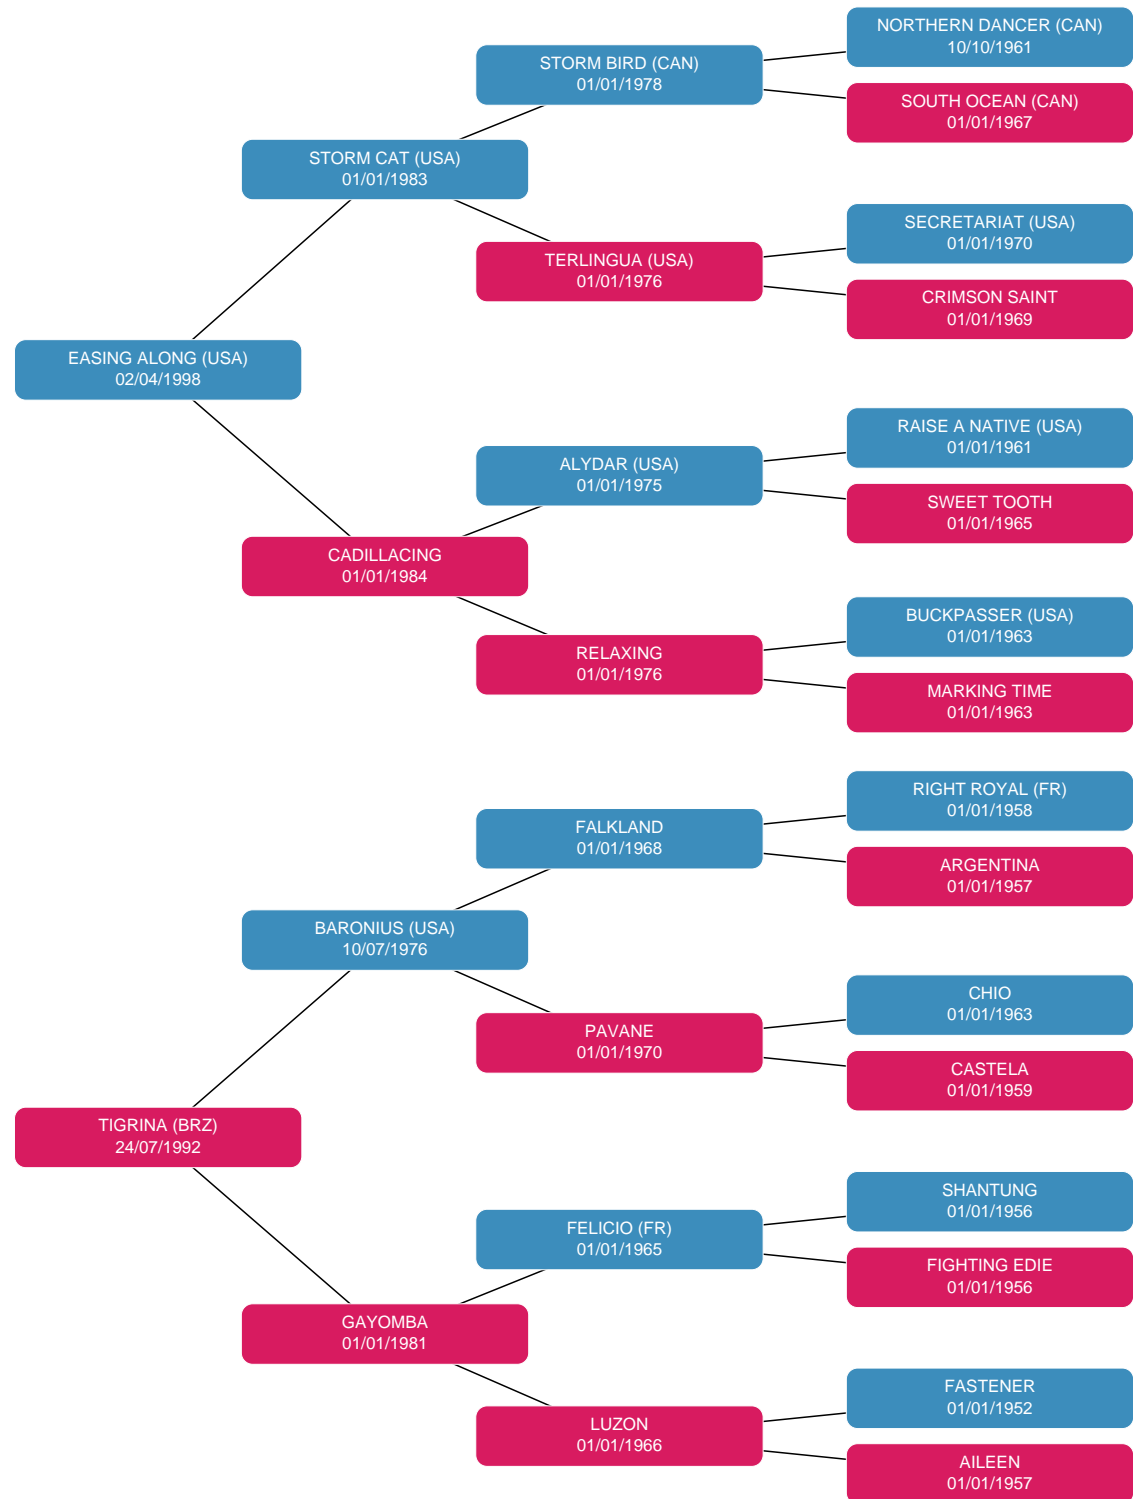 NORTHERN DANCER (CAN)
10/10/1961
STORM BIRD (CAN)
01/01/1978
SOUTH OCEAN (CAN)
01/01/1967
STORM CAT (USA)
01/01/1983
SECRETARIAT (USA)
01/01/1970
TERLINGUA (USA)
01/01/1976
CRIMSON SAINT
01/01/1969
EASING ALONG (USA)
02/04/1998
RAISE A NATIVE (USA)
01/01/1961
ALYDAR (USA)
01/01/1975
SWEET TOOTH
01/01/1965
CADILLACING
01/01/1984
BUCKPASSER (USA)
01/01/1963
RELAXING
01/01/1976
MARKING TIME
01/01/1963
RIGHT ROYAL (FR)
01/01/1958
FALKLAND
01/01/1968
ARGENTINA
01/01/1957
BARONIUS (USA)
10/07/1976
CHIO
01/01/1963
PAVANE
01/01/1970
CASTELA
01/01/1959
TIGRINA (BRZ)
24/07/1992
SHANTUNG
01/01/1956
FELICIO (FR)
01/01/1965
FIGHTING EDIE
01/01/1956
GAYOMBA
01/01/1981
FASTENER
01/01/1952
LUZON
01/01/1966
AILEEN
01/01/1957